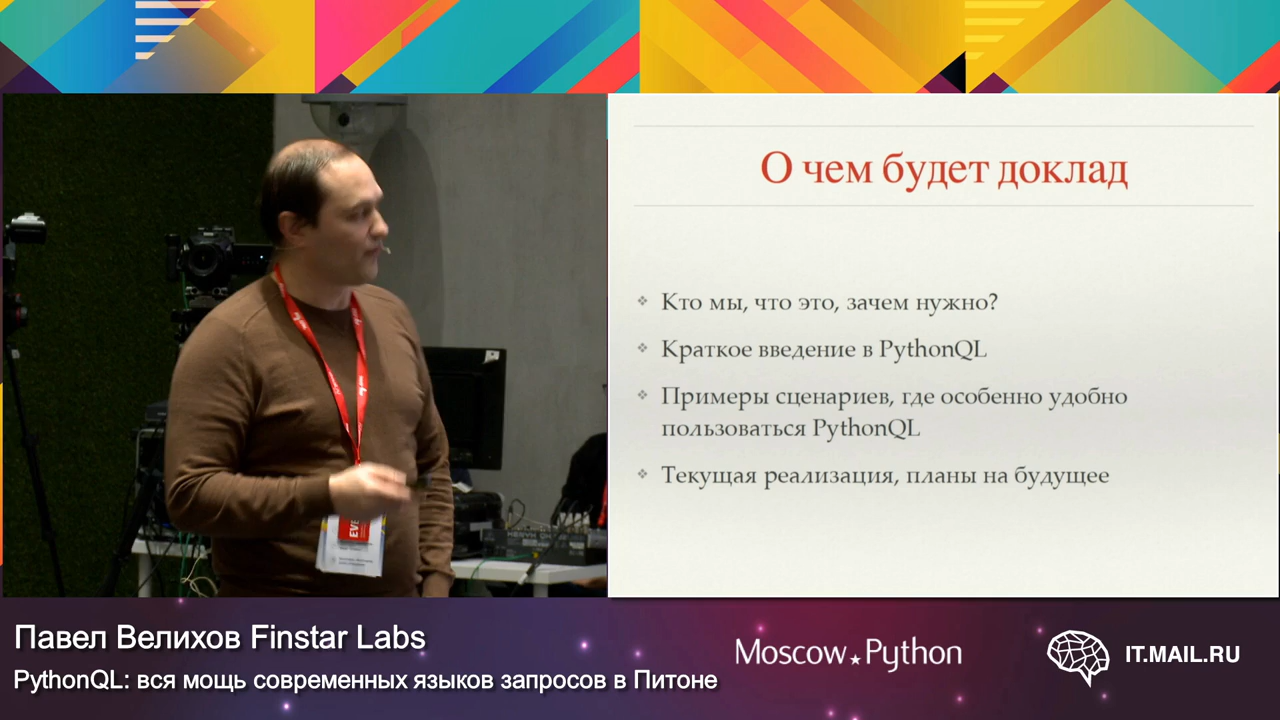 О чем будет доклад
Кто мы, что это, зачем нужно?
Краткое введение в PythonQL
Примеры сценариев, где особенно удобно
пользоваться PythonQL
Текущая реализация, планы на будущее
Павел Велихов Finstar Labs
PythonQL: вся мощь современных языков запросов в Питоне
Moscow Python
IT.MAIL.RU